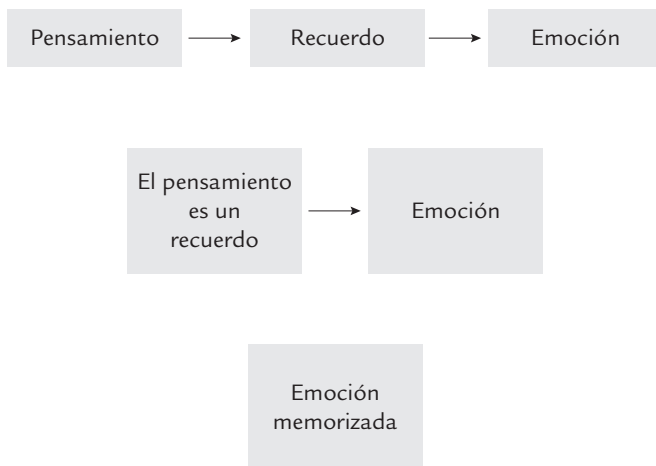 Pensamiento
Recuerdo
Emoción
El pensamiento
es un
recuerdo
Emoción
Emoción
memorizada